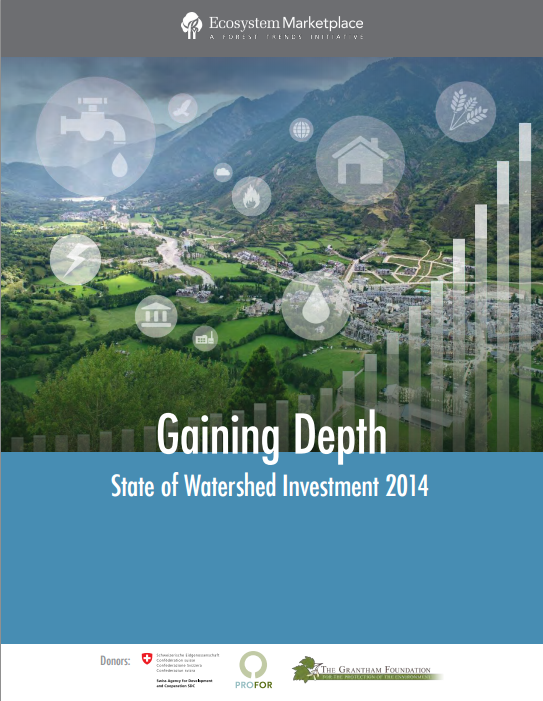 Ecosystem Marketplace
A FOREST TRENDS INITIATIVE
Gaining Depth
State of Watershed Investment 2014
Donors:
Schweizerische Eidgenossenschaft
Confédération suisse
Confederazione Svizzera
Confederaziun svizra
Swiss Agency for Development
and Cooperation SDC
PROFOR
THE GRANTHAM FOUNDATION
FOR THE PROTECTION OF THE ENVIRONMENT